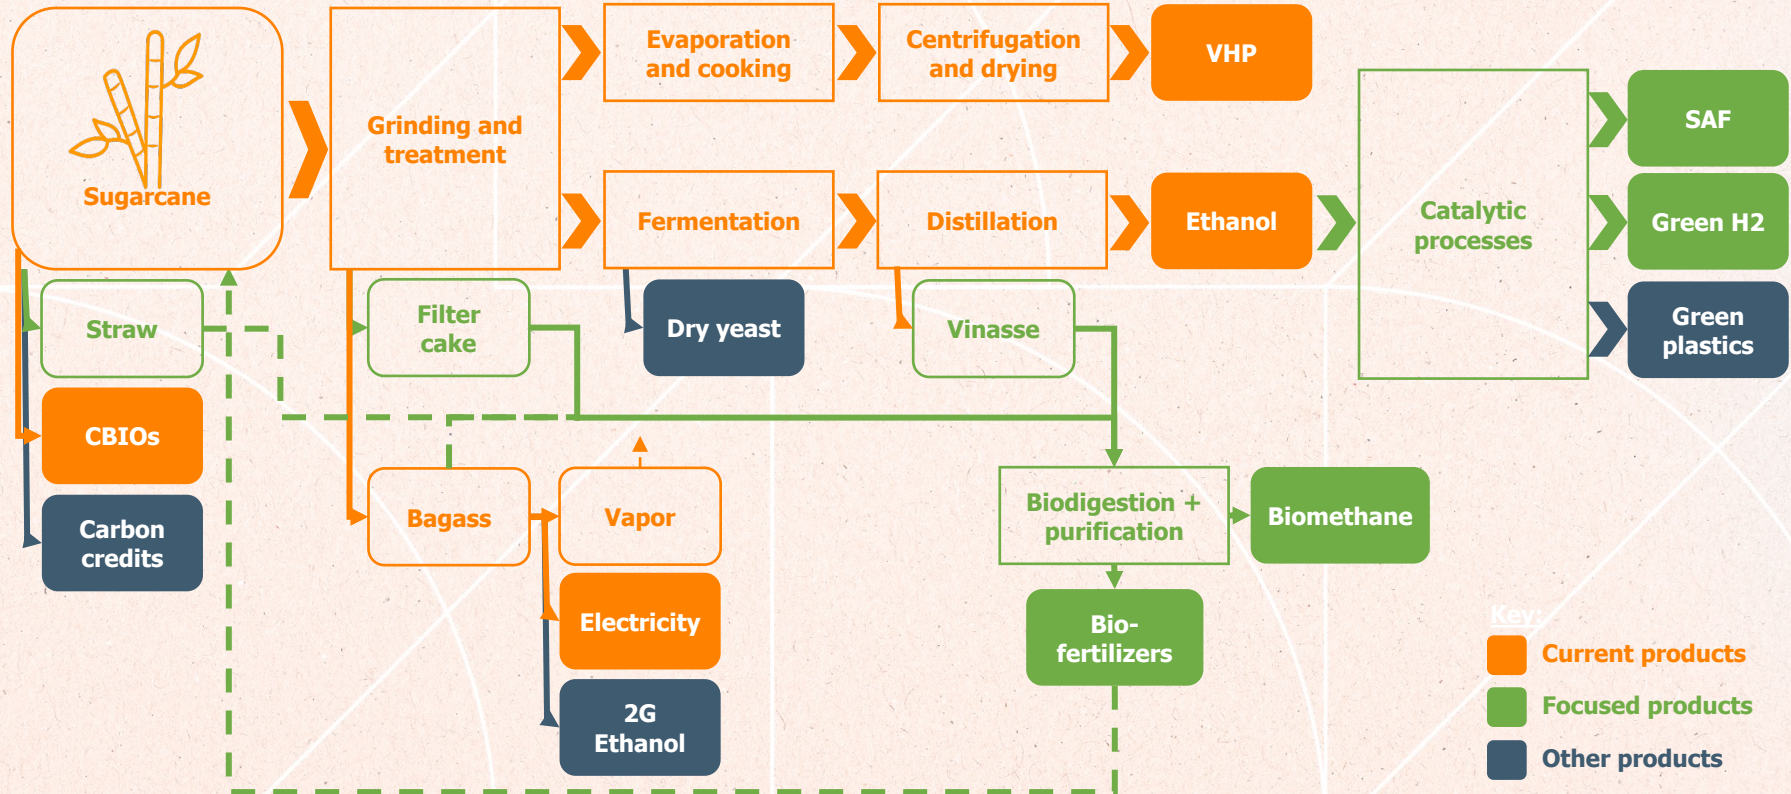 Sugarcane
Grinding and
treatment
Evaporation
and cooking
Centrifugation
and drying
VHP
Fermentation
Distillation
Ethanol
Catalytic
processes
SAF
Green H2
Green
plastics
Straw
Filter
cake
Dry yeast
Vinasse
CBIOs
Carbon
credits
Bagass
Vapor
Electricity
2G
Ethanol
Biodigestion +
purification
Biomethane
Bio-
fertilizers
Key:
Current products
Focused products
Other products